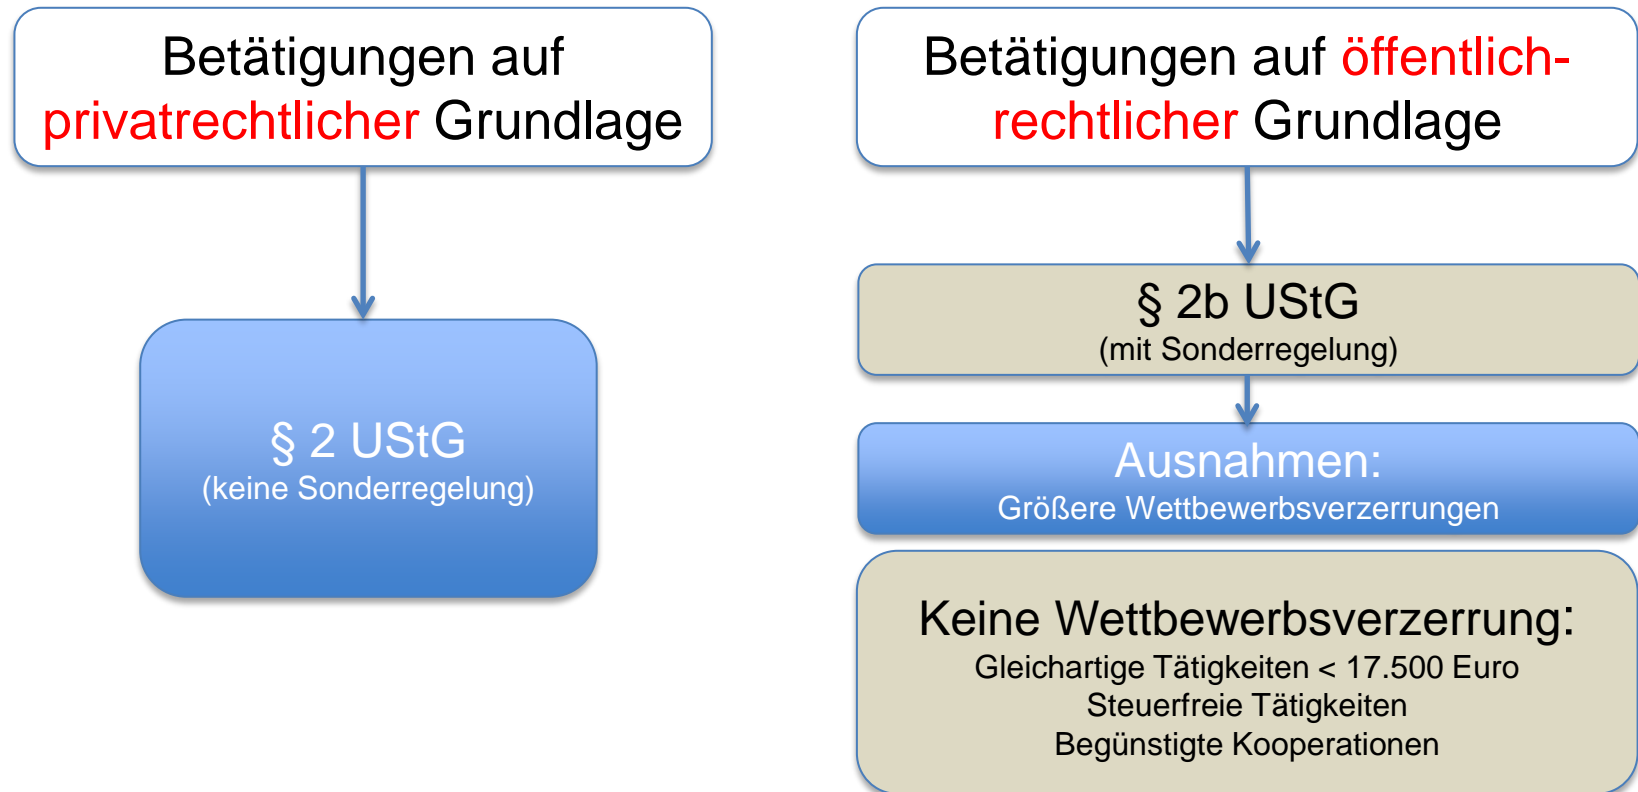 Betätigungen auf
privatrechtlicher Grundlage
§ 2 UStG
(keine Sonderregelung)
Betätigungen auf öffentlich-
rechtlicher Grundlage
§ 2b UStG
(mit Sonderregelung)
Ausnahmen:
Größere Wettbewerbsverzerrungen
Keine Wettbewerbsverzerrung:
Gleichartige Tätigkeiten < 17.500 Euro
Steuerfreie Tätigkeiten
Begünstigte Kooperationen